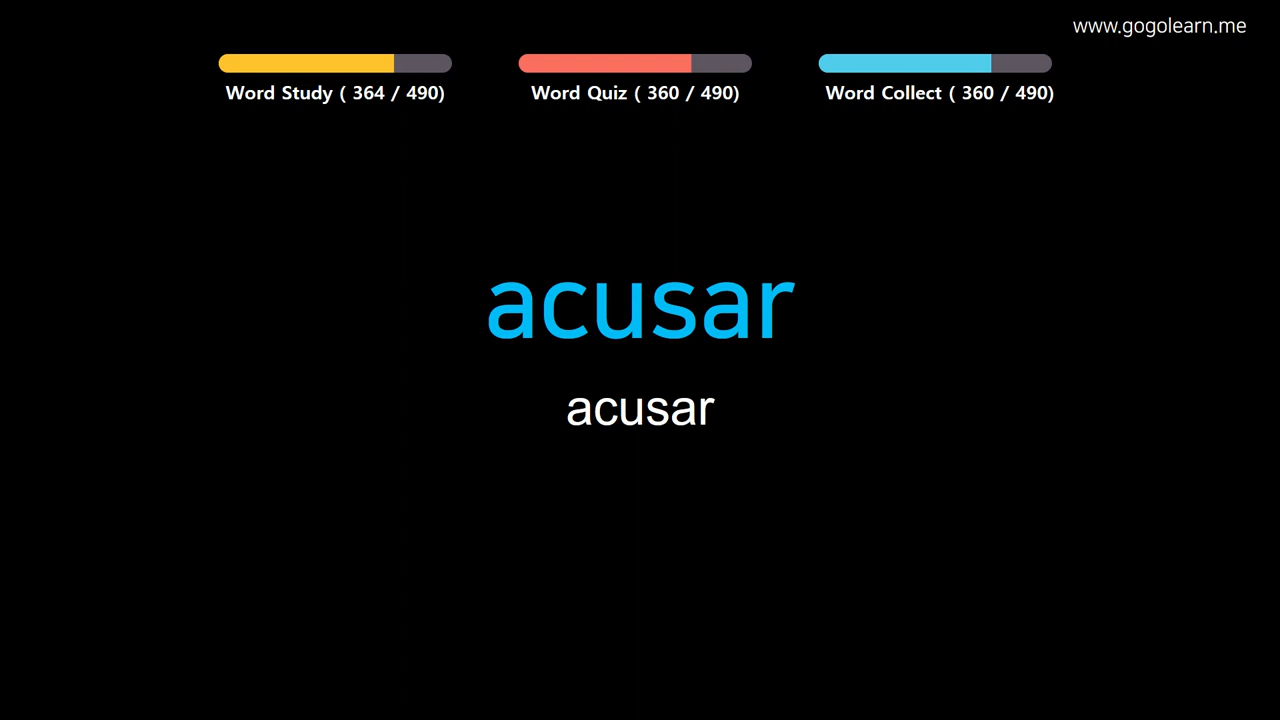 www.gogolearn.me
Word Study ( 364 / 490)
Word Quiz ( 360 / 490)
Word Collect ( 360 / 490)
acusar
acusar